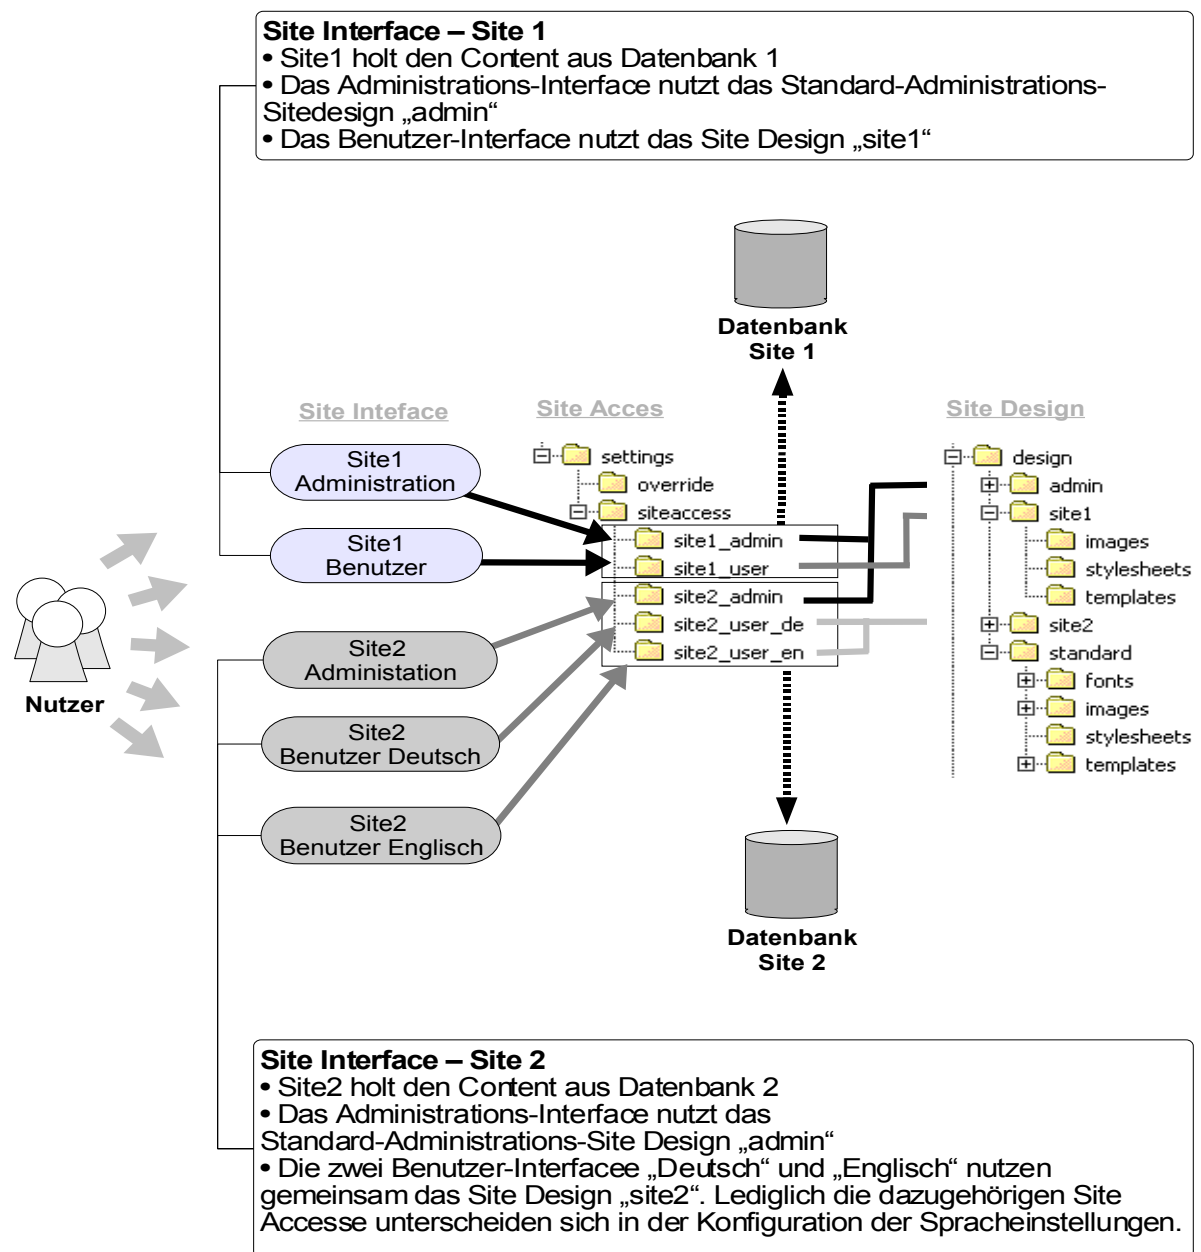 Site Interface – Site 1
• Site1 holt den Content aus Datenbank 1
• Das Administrations-Interface nutzt das Standard-Administrations-
Sitedesign „admin“
• Das Benutzer-Interface nutzt das Site Design „site1“
Datenbank
Site 1
Site Inteface
Site1
Administration
Site1
Benutzer
Site2
Administation
Site2
Benutzer Deutsch
Site2
Benutzer Englisch
Nutzer
Site Acces
settings
override
siteaccess
site1_admin
site1_user
site2_admin
site2_user_de
site2_user_en
Site Design
design
admin
site1
images
stylesheets
templates
site2
standard
fonts
images
stylesheets
templates
Datenbank
Site 2
Site Interface – Site 2
• Site2 holt den Content aus Datenbank 2
• Das Administrations-Interface nutzt das
Standard-Administrations-Site Design „admin“
• Die zwei Benutzer-Interfacee „Deutsch“ und „Englisch“ nutzen
gemeinsam das Site Design „site2“. Lediglich die dazugehörigen Site
Accesse unterscheiden sich in der Konfiguration der Spracheinstellungen.